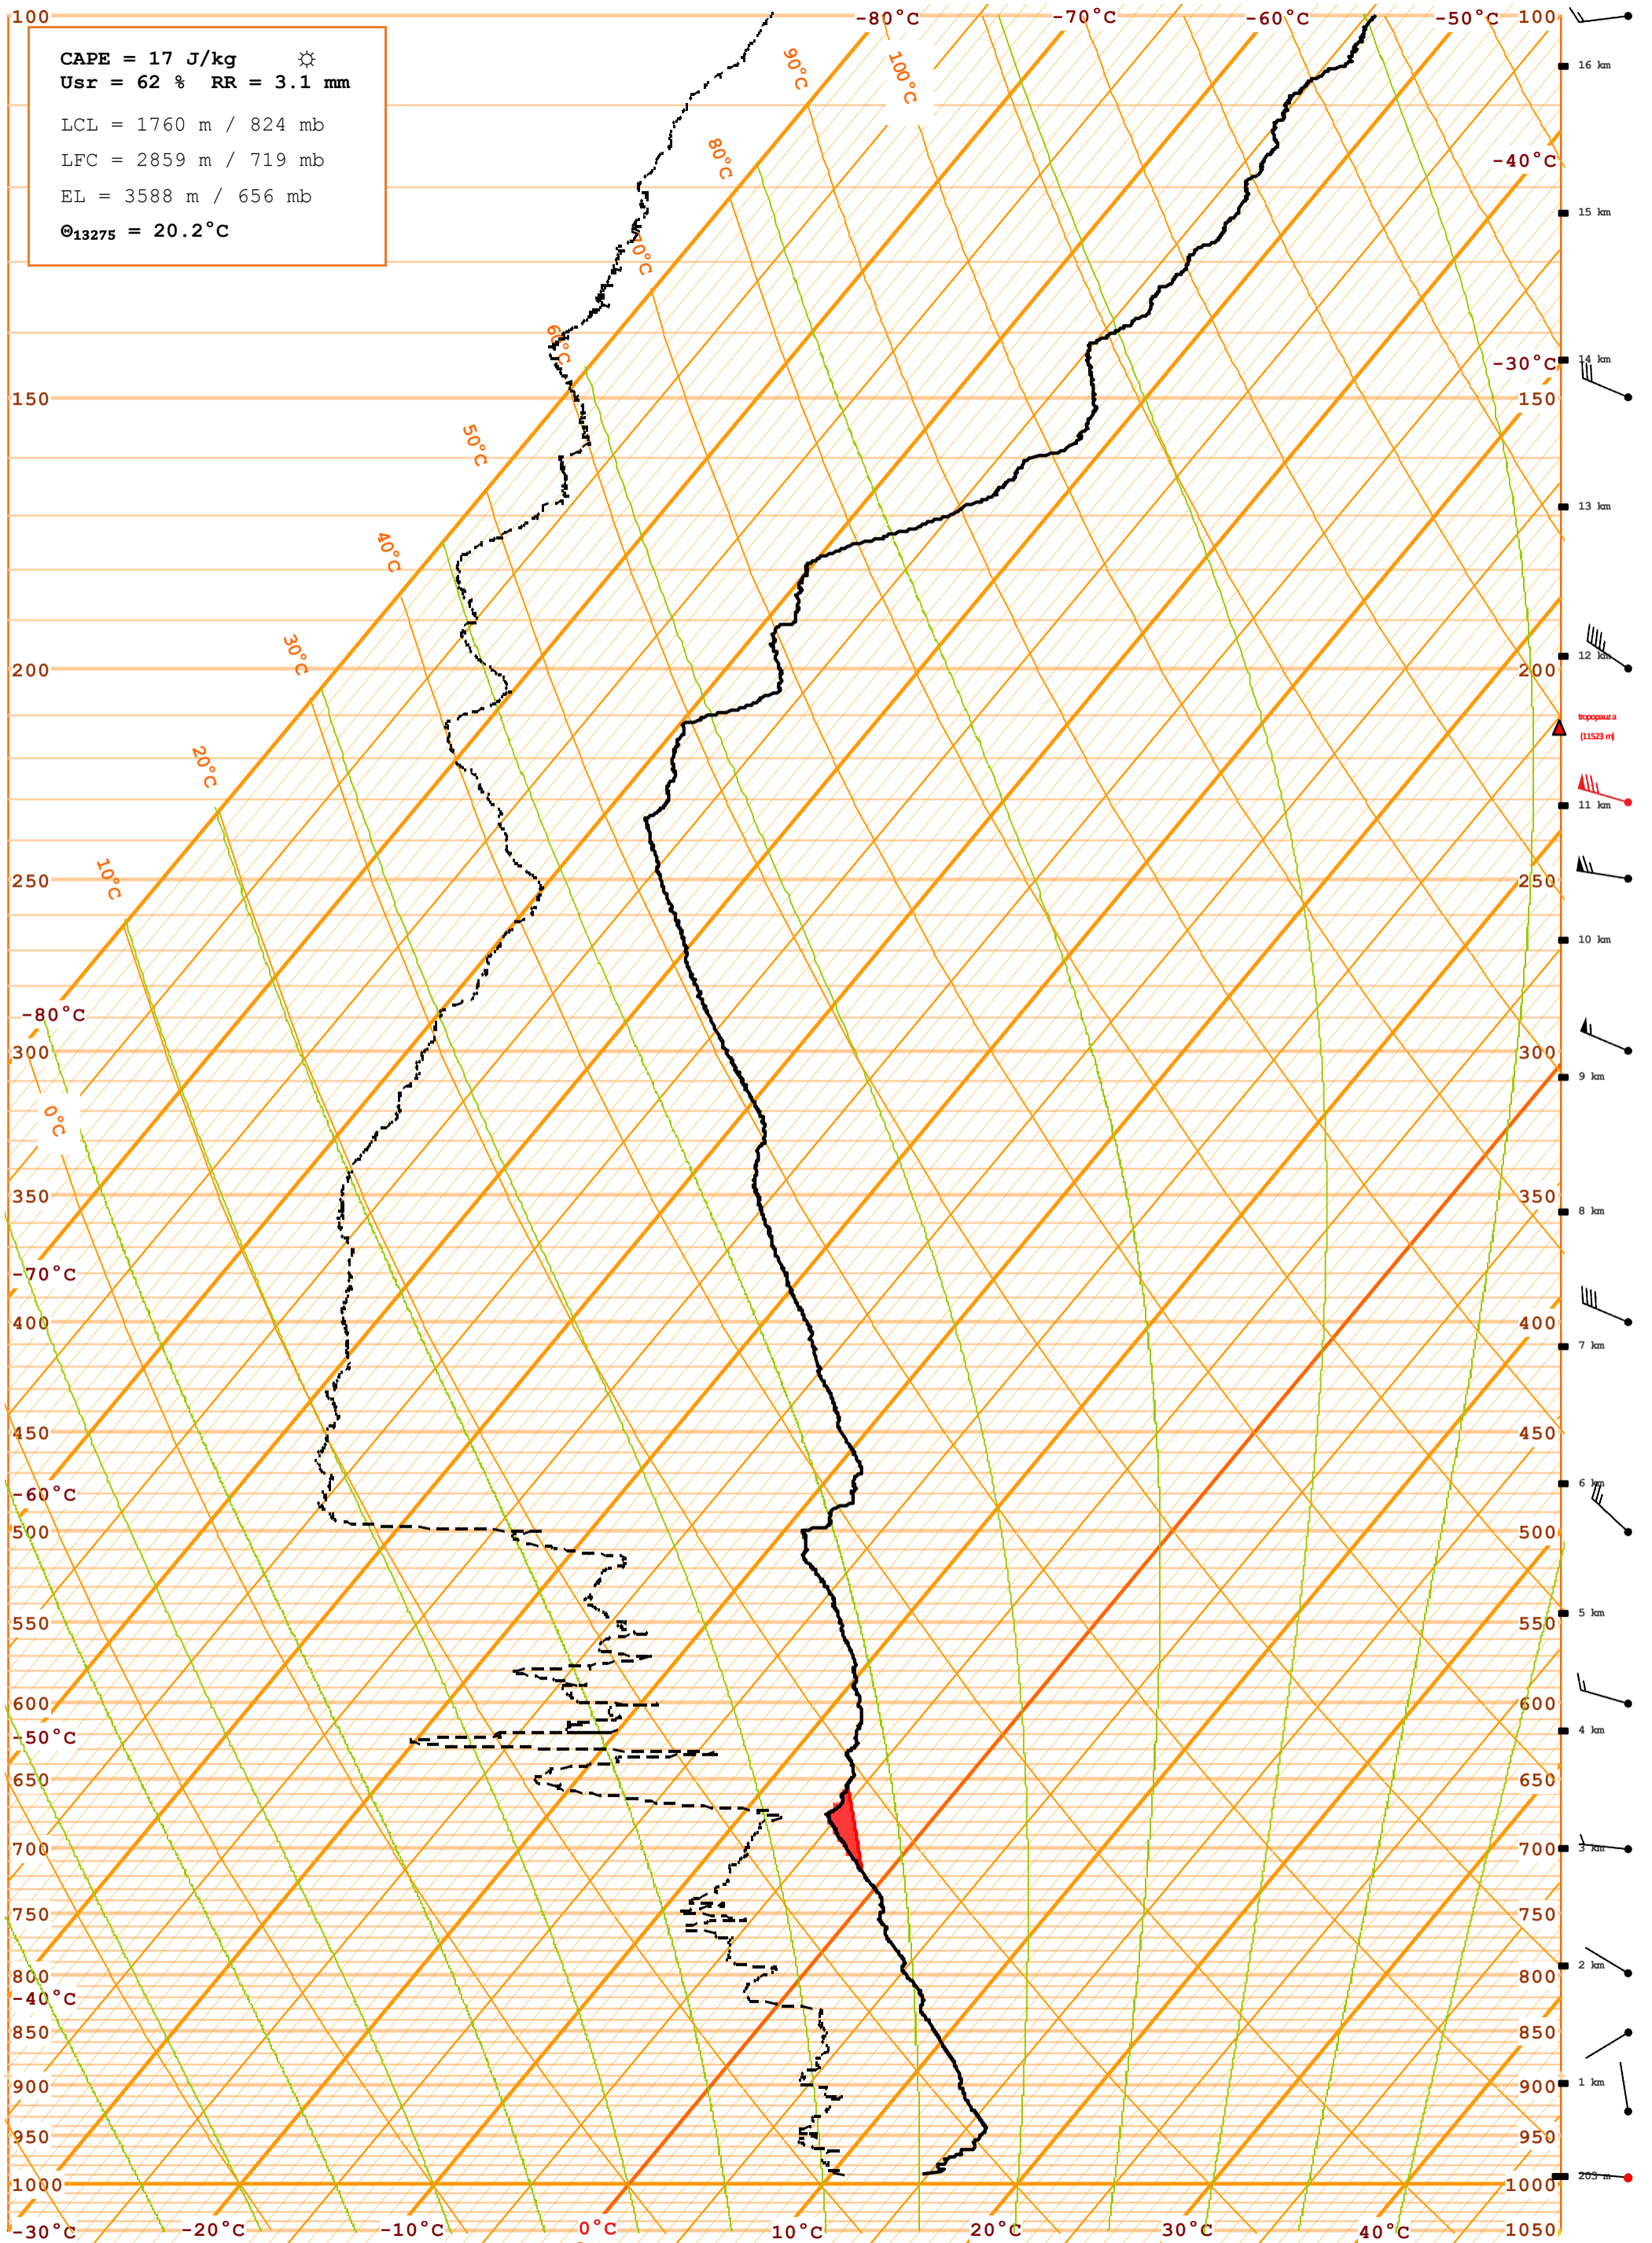 100
-80°C
-70°C
-60°C
-50°C
100
CAPE = 17 J/kg ☼
Usr = 62 % RR = 3.1 mm
LCL = 1760 m / 824 mb
LFC = 2859 m / 719 mb
EL = 3588 m / 656 mb
Θ13275 = 20.2°C
16 km
90°C
100°C
80°C
-40°C
15 km
70°C
60°C
14 km
-30°C
150
150
50°C
13 km
40°C
30°C
12 km
200
200
tropopauza
(11523 m)
20°C
11 km
10°C
250
250
10 km
-80°C
300
300
9 km
0°C
350
350
8 km
-70°C
400
400
7 km
450
450
6 km
-60°C
500
500
5 km
550
550
600
600
4 km
-50°C
650
650
700
700
3 km
750
750
2 km
800
800
-40°C
850
850
1 km
900
900
950
950
203 m
1000
1000
-30°C
-20°C
-10°C
0°C
10°C
20°C
30°C
40°C
1050